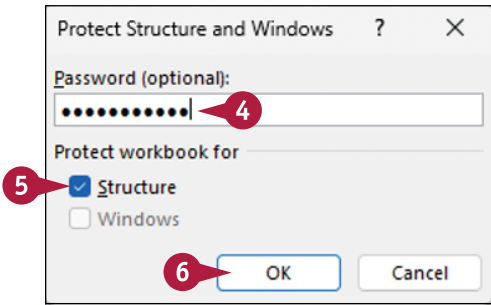 Protect Structure and Windows ? ×
Password (optional):
●●●●●●●●●●● 4
Protect workbook for
5 Structure
Windows
6 OK Cancel